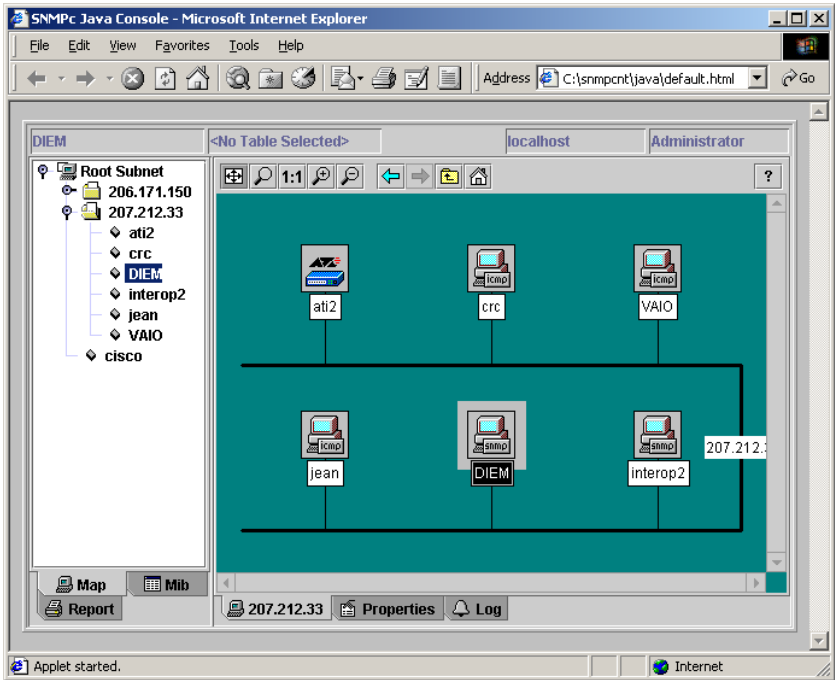 SNMPc Java Console - Microsoft Internet Explorer
File Edit View Favorites Tools Help
Address C:\snmpcnt\java\default.html Go
DIEM <No Table Selected> localhost Administrator
Root Subnet
206.171.150
207.212.33
ati2
crc
DIEM
interop2
jean
VAIO
cisco
1:1 ?
icmp icmp
ati2 crc VAIO
icmp snmp snmp
207.212.
jean DIEM interop2
Map Mib
Report
207.212.33 Properties Log
Applet started. Internet